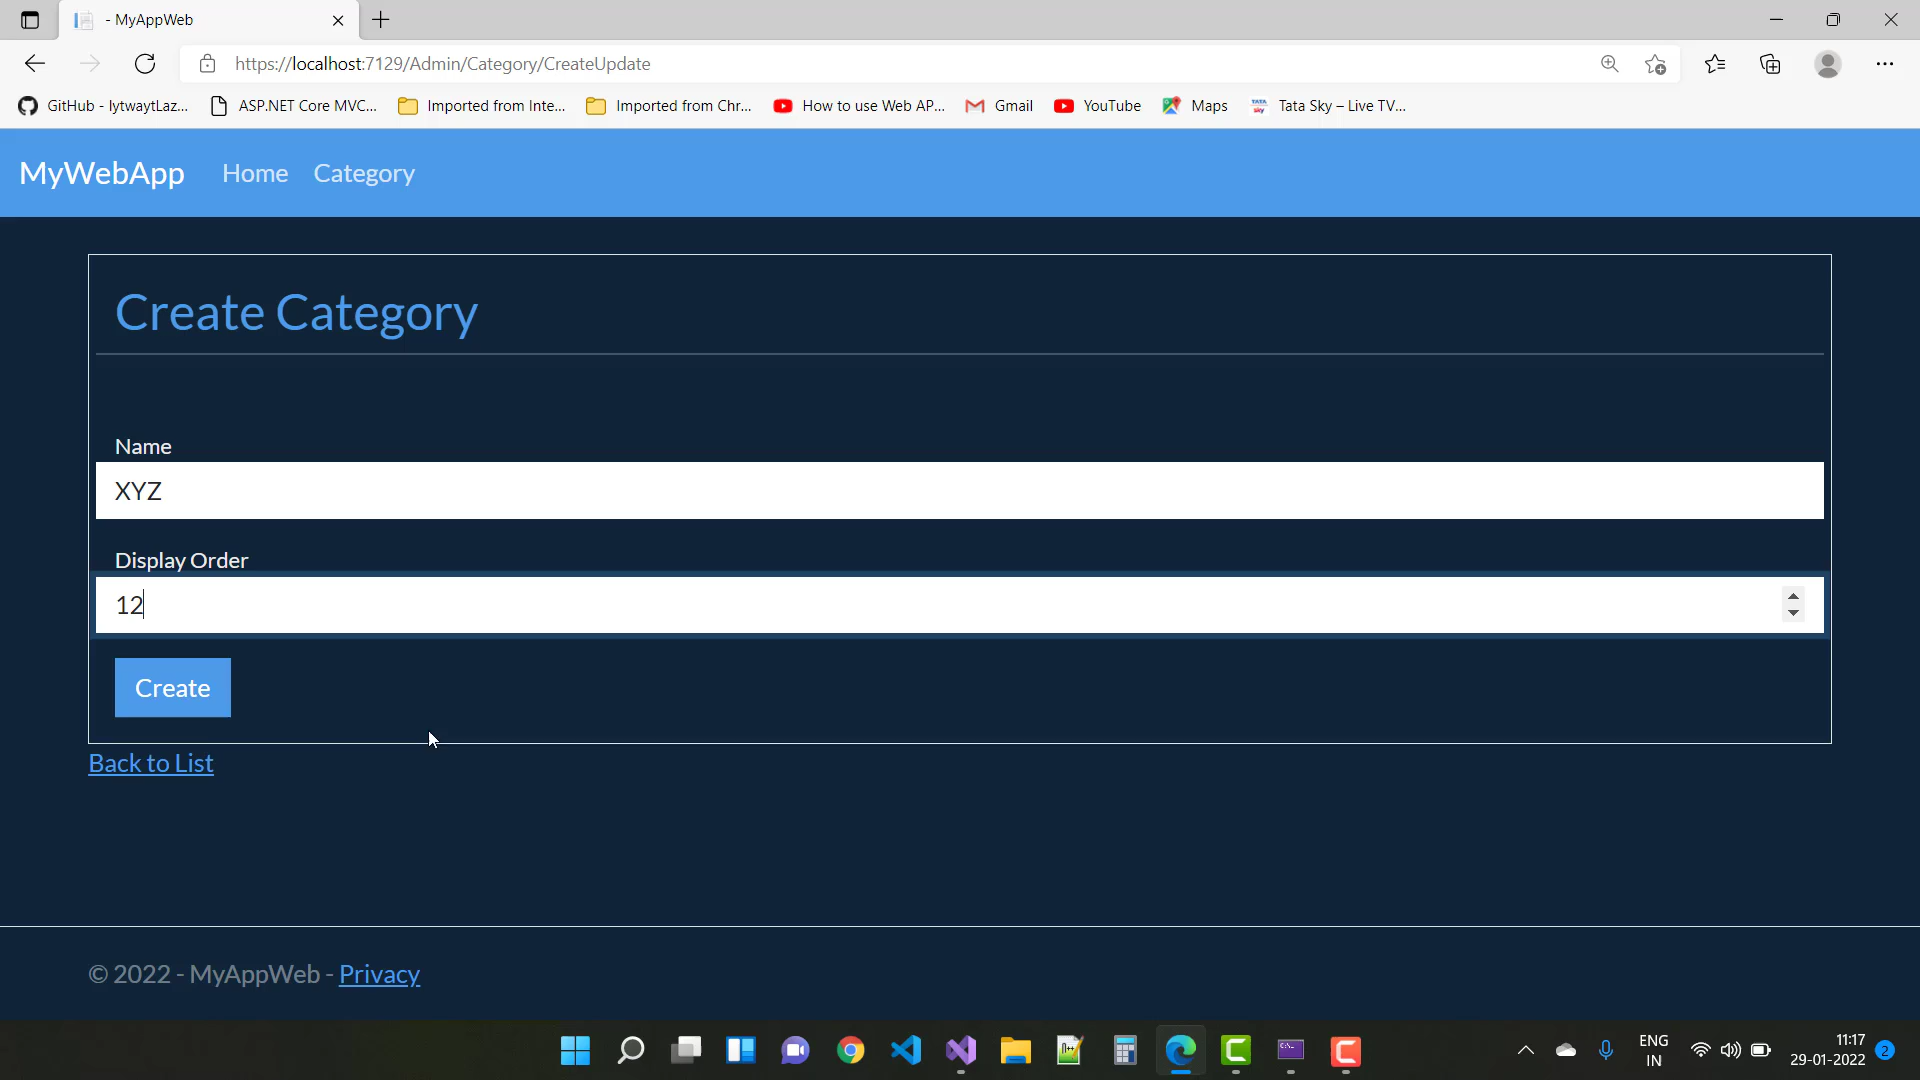 - MyAppWeb
https://localhost:7129/Admin/Category/CreateUpdate
GitHub - lytwaytLaz... ASP.NET Core MVC... Imported from Inte... Imported from Chr... How to use Web AP... Gmail YouTube Maps TATA sky Tata Sky – Live TV...
MyWebApp Home Category
Create Category
Name
XYZ
Display Order
12
Create
Back to List
© 2022 - MyAppWeb - Privacy
ENG
IN
11:17
29-01-2022
2